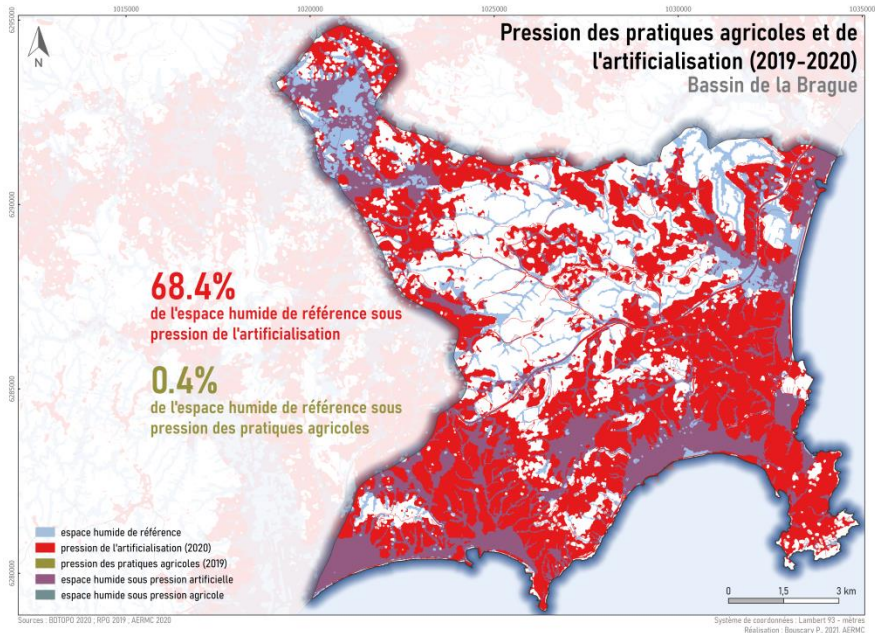 1015000
1020000
1025000
1030000
1035000
6295000
6290000
6285000
6280000
N
Pression des pratiques agricoles et de
l'artificialisation (2019-2020)
Bassin de la Brague
68.4%
de l'espace humide de référence sous
pression de l'artificialisation
0.4%
de l'espace humide de référence sous
pression des pratiques agricoles
espace humide de référence
pression de l'artificialisation (2020)
pression des pratiques agricoles (2019)
espace humide sous pression artificielle
espace humide sous pression agricole
0 1,5 3 km
Sources : BDTOPO 2020 ; RPG 2019 ; AERMC 2020
Système de coordonnées : Lambert 93 - mètres
Réalisation : Bouscary P., 2021, AERMC